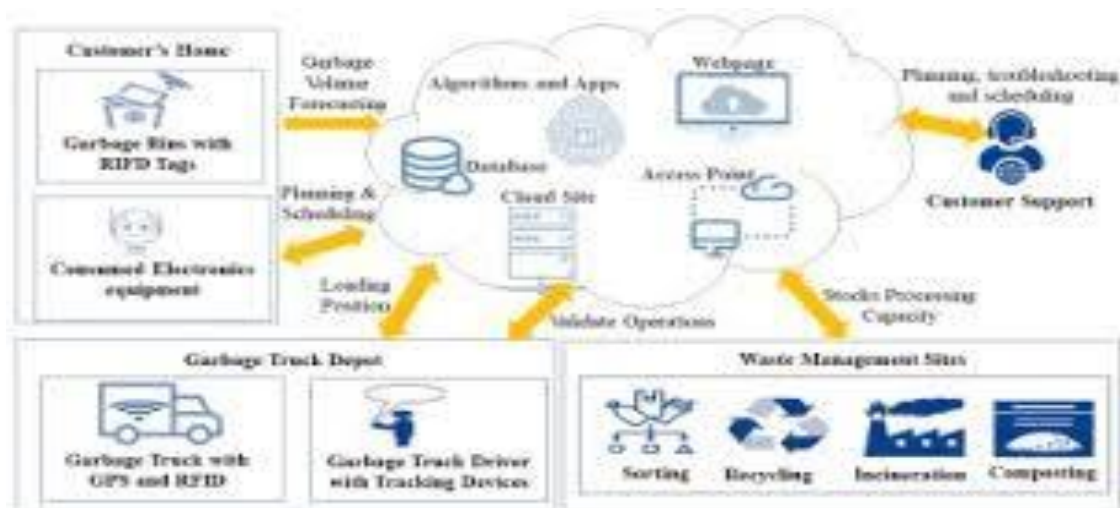 Customer's Home
Garbage Bins with
RIFD Tags
Consumed Electronics
equipment
Garbage
Volume
Forecasting
Planning &
Scheduling
Loading
Position
Algorithms and Apps
Webpage
Database
Cloud Site
Access Point
Validate Operations
Planning, troubleshooting
and scheduling
Customer Support
Stocks Processing
Capacity
Garbage Truck Depot
Garbage Truck with
GPS and RFID
Garbage Truck Driver
with Tracking Devices
Waste Management Sites
Sorting
Recycling
Incineration
Composting